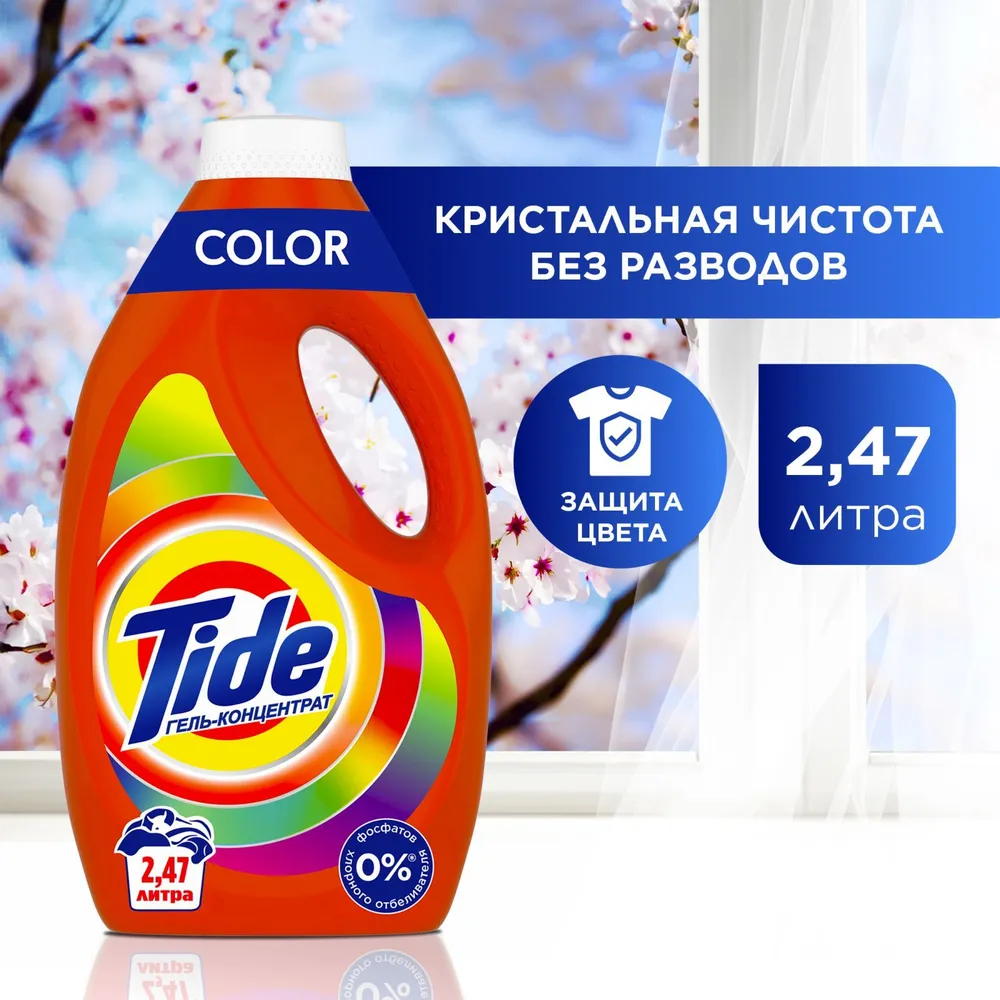 COLOR
КРИСТАЛЬНАЯ ЧИСТОТА
БЕЗ РАЗВОДОВ
ЗАЩИТА
ЦВЕТА
2,47
литра
Tide
ГЕЛЬ-КОНЦЕНТРАТ
2,47
литра
фосфатов
0%*
хлорного отбеливателя